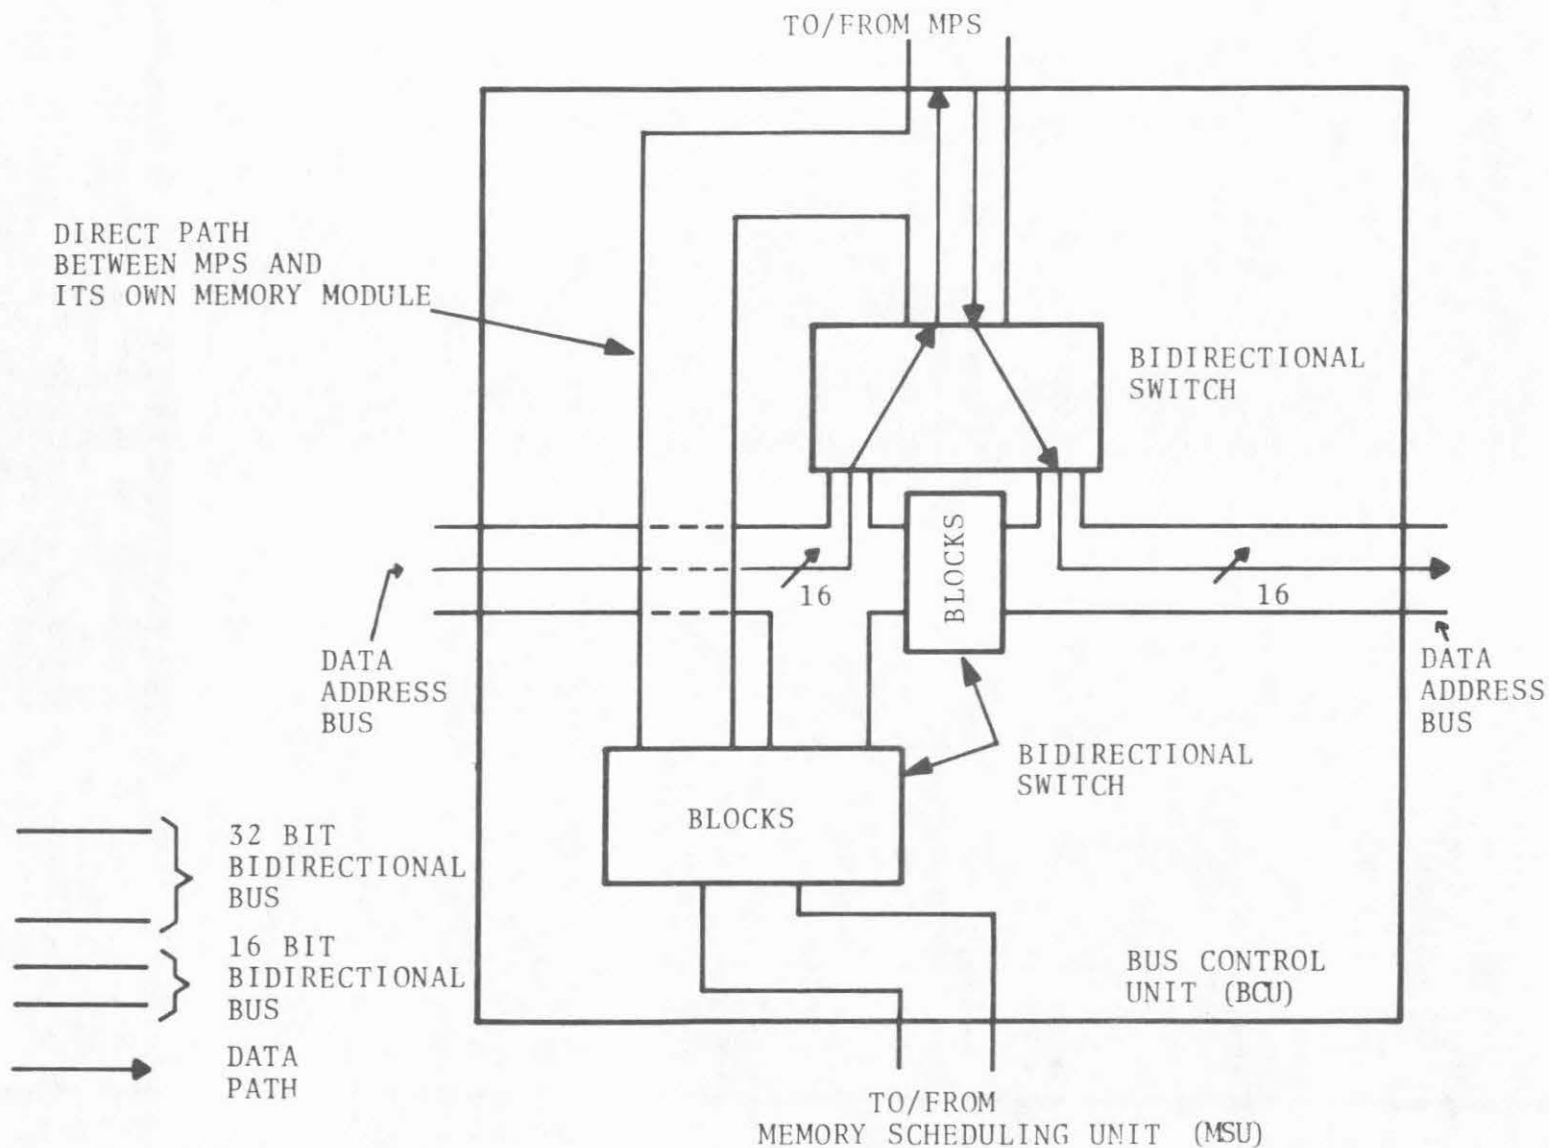 TO/FROM MPS
DIRECT PATH
BETWEEN MPS AND
ITS OWN MEMORY MODULE
BIDIRECTIONAL
SWITCH
BLOCKS
16
16
DATA
ADDRESS
BUS
DATA
ADDRESS
BUS
BIDIRECTIONAL
SWITCH
BLOCKS
32 BIT
BIDIRECTIONAL
BUS
16 BIT
BIDIRECTIONAL
BUS
DATA
PATH
BUS CONTROL
UNIT (BCU)
TO/FROM
MEMORY SCHEDULING UNIT (MSU)